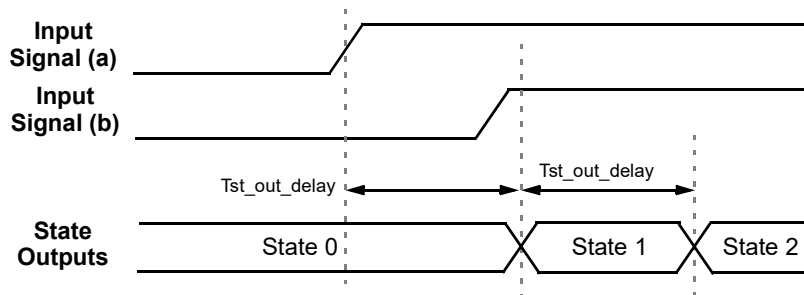 Input
Signal (a)
Input
Signal (b)
Tst_out_delay
Tst_out_delay
State
Outputs
State 0
State 1
State 2